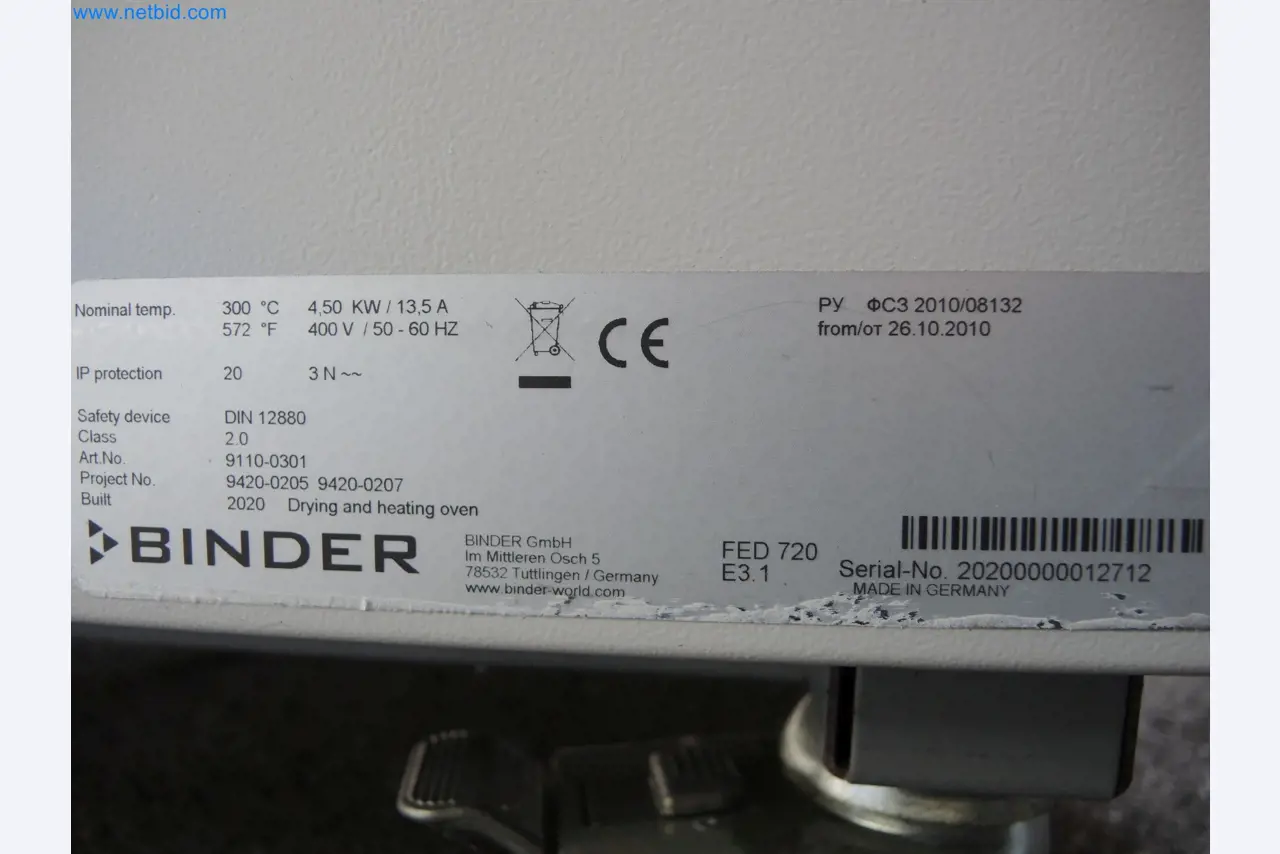 www.netbid.com
Nominal temp. 300 °C 4,50 KW / 13,5 A
572 °F 400 V / 50 - 60 HZ
IP protection 20 3 N ~~
Safety device DIN 12880
Class 2.0
Art.No. 9110-0301
Project No. 9420-0205 9420-0207
Built 2020 Drying and heating oven
CE
РУ ФСЗ 2010/08132
from/от 26.10.2010
BINDER
BINDER GmbH
Im Mittleren Osch 5
78532 Tuttlingen / Germany
www.binder-world.com
FED 720
E3.1
Serial-No. 20200000012712
MADE IN GERMANY